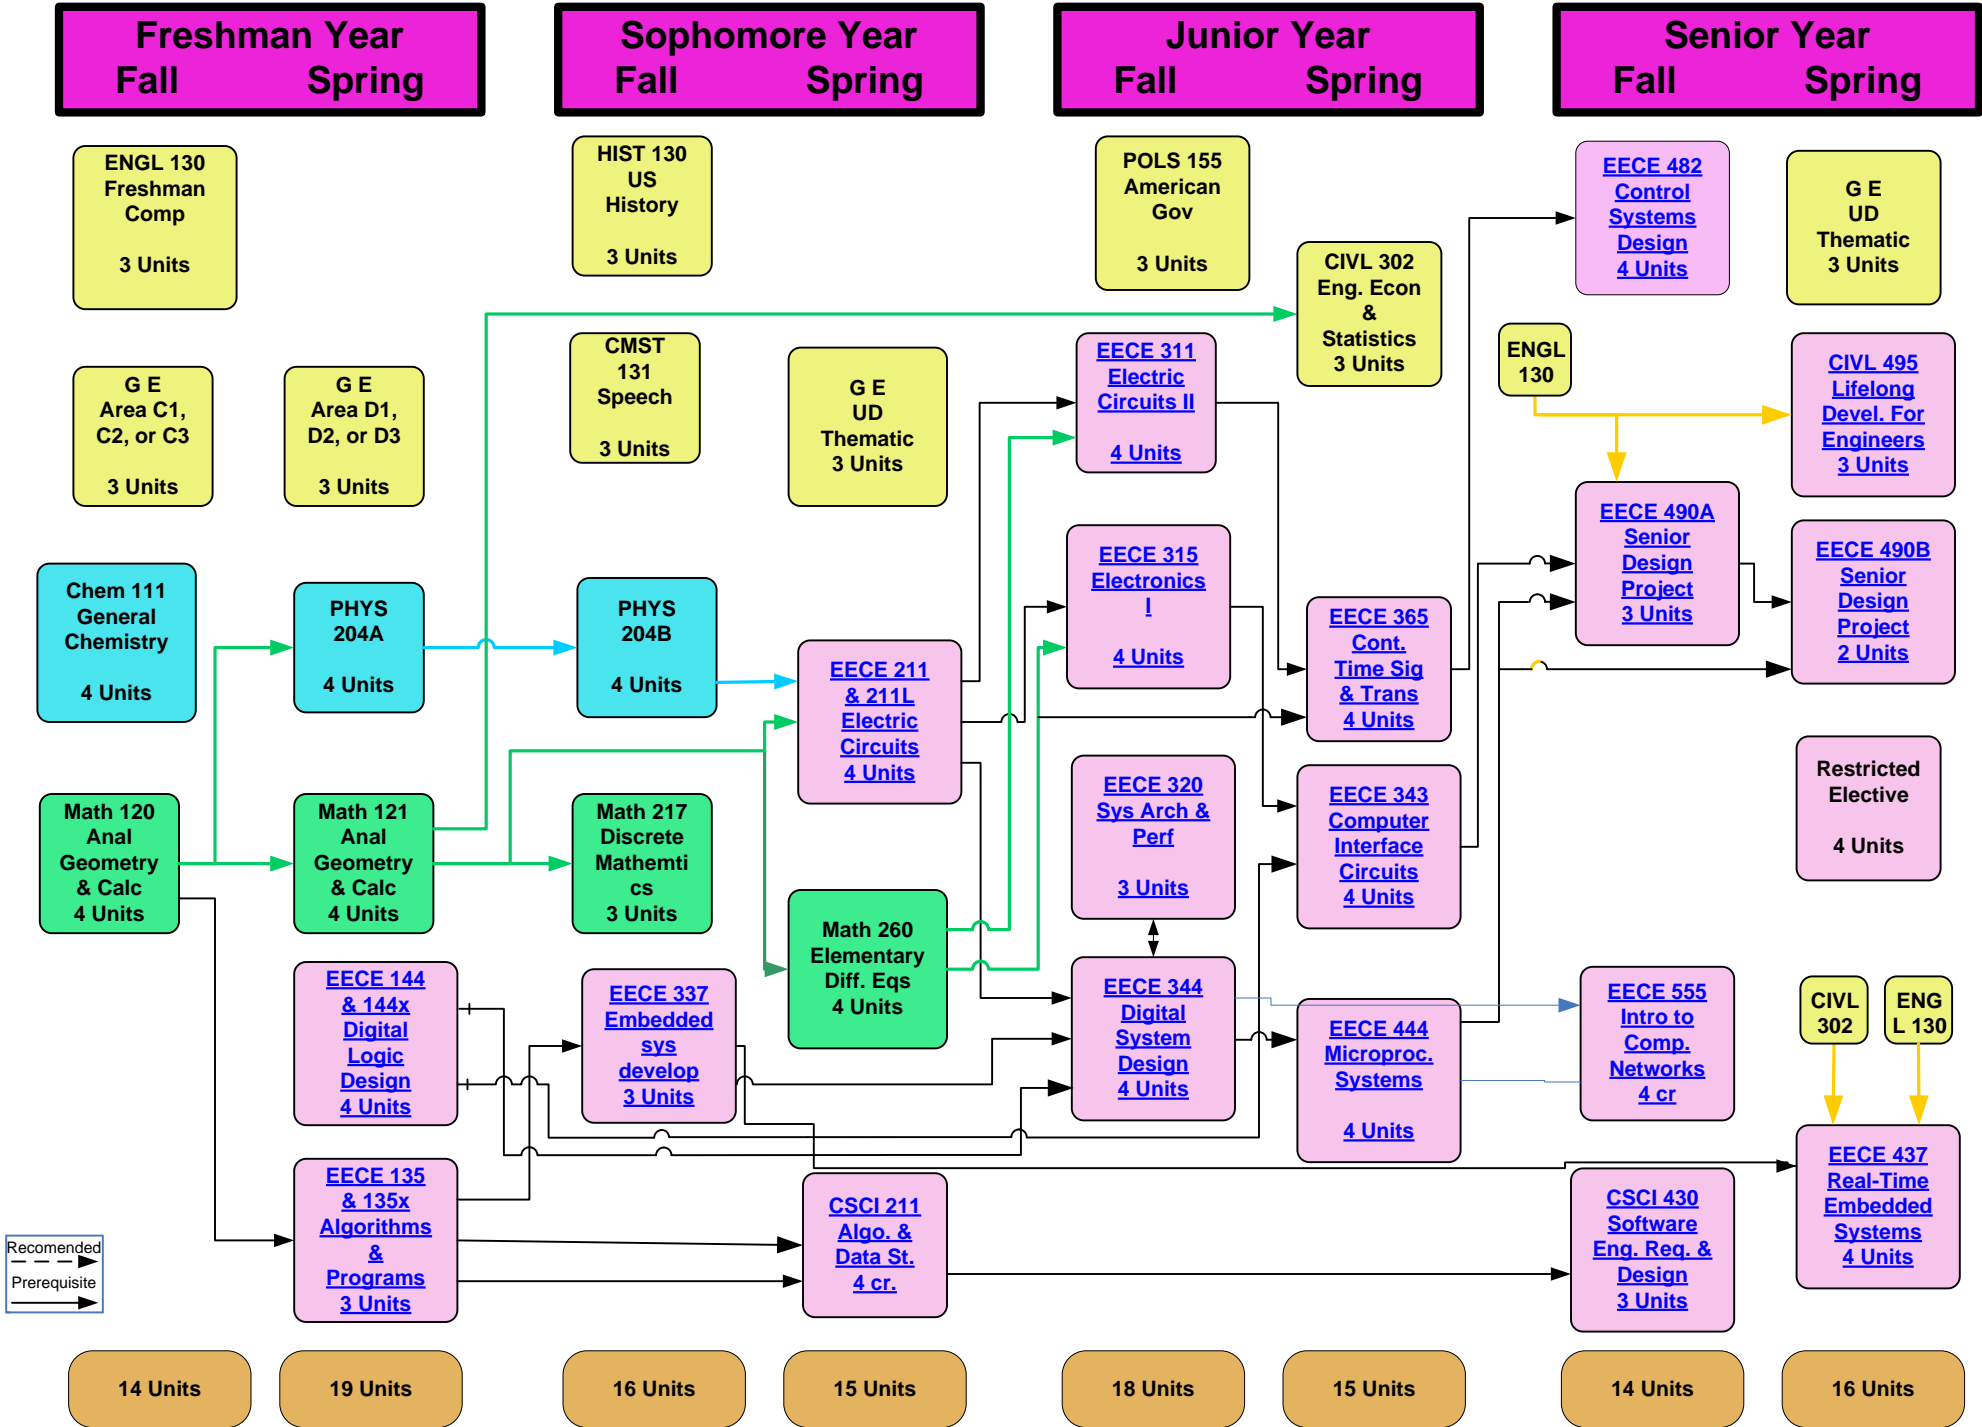 Freshman Year
Fall Spring
Sophomore Year
Fall Spring
Junior Year
Fall Spring
Senior Year
Fall Spring
ENGL 130
Freshman
Comp
3 Units
G E
Area C1,
C2, or C3
3 Units
Chem 111
General
Chemistry
4 Units
Math 120
Anal
Geometry
& Calc
4 Units
G E
Area D1,
D2, or D3
3 Units
PHYS
204A
4 Units
Math 121
Anal
Geometry
& Calc
4 Units
EECE 144
& 144x
Digital
Logic
Design
4 Units
EECE 135
& 135x
Algorithms
&
Programs
3 Units
HIST 130
US
History
3 Units
CMST
131
Speech
3 Units
PHYS
204B
4 Units
Math 217
Discrete
Mathemti
cs
3 Units
EECE 337
Embedded
sys
develop
3 Units
G E
UD
Thematic
3 Units
EECE 211
& 211L
Electric
Circuits
4 Units
Math 260
Elementary
Diff. Eqs
4 Units
CSCI 211
Algo. &
Data St.
4 cr.
POLS 155
American
Gov
3 Units
EECE 311
Electric
Circuits II
4 Units
EECE 315
Electronics
I
4 Units
EECE 320
Sys Arch &
Perf
3 Units
EECE 344
Digital
System
Design
4 Units
CIVL 302
Eng. Econ
&
Statistics
3 Units
EECE 365
Cont.
Time Sig
& Trans
4 Units
EECE 343
Computer
Interface
Circuits
4 Units
EECE 444
Microproc.
Systems
4 Units
EECE 482
Control
Systems
Design
4 Units
ENGL
130
EECE 490A
Senior
Design
Project
3 Units
EECE 555
Intro to
Comp.
Networks
4 cr
CSCI 430
Software
Eng. Req. &
Design
3 Units
G E
UD
Thematic
3 Units
CIVL 495
Lifelong
Devel. For
Engineers
3 Units
EECE 490B
Senior
Design
Project
2 Units
Restricted
Elective
4 Units
CIVL
302
ENG
L 130
EECE 437
Real-Time
Embedded
Systems
4 Units
Recomended
Prerequisite
14 Units
19 Units
16 Units
15 Units
18 Units
15 Units
14 Units
16 Units